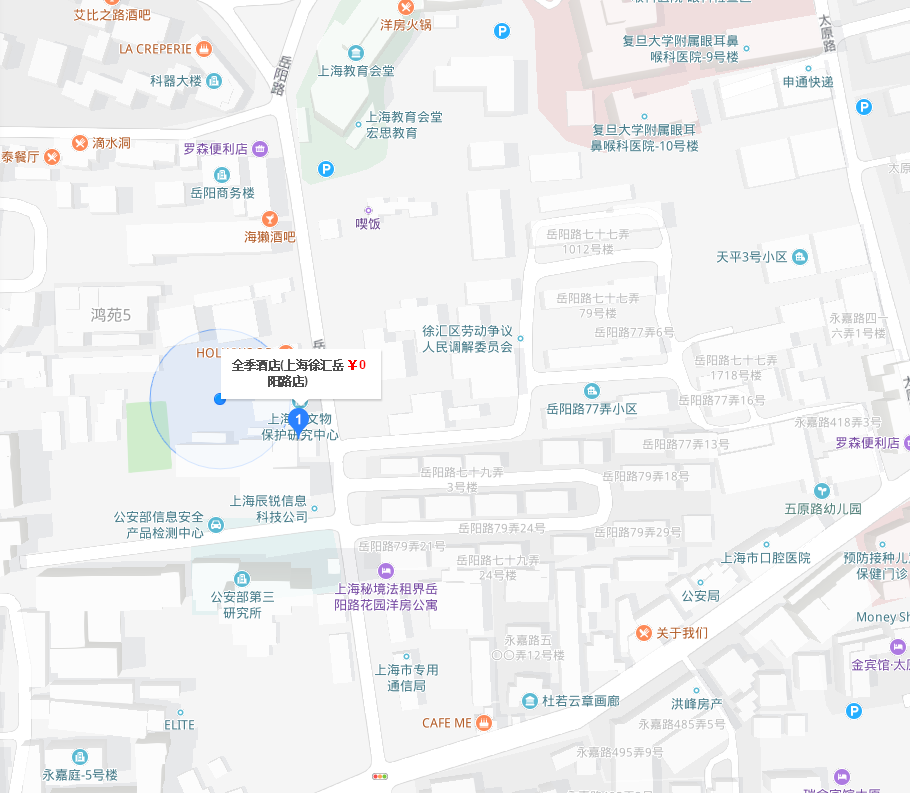 艾比之路酒吧
洋房火锅
太原路
LA CREPERIE
岳阳路
上海教育会堂
复旦大学附属眼耳鼻
喉科医院-9号楼
科器大楼
申通快递
上海教育会堂
宏思教育
复旦大学附属眼耳
鼻喉科医院-10号楼
滴水洞
罗森便利店
泰餐厅
岳阳商务楼
喫饭
海獭酒吧
岳阳路七十七弄
1012号楼
天平3号小区
岳阳路七十七弄
79号楼
鸿苑5
永嘉路四一
六弄1号楼
徐汇区劳动争议
人民调解委员会
岳阳路77弄6号
岳
全季酒店(上海徐汇岳
阳路店)
¥0
岳阳路七十七弄
-1718号楼
岳阳路77弄16号
岳阳路77弄小区
1
文物
保护研究中心
永嘉路418弄3号
岳阳路77弄13号
罗森便利店
岳阳路七十九弄
3号楼
岳阳路79弄18号
上海辰锐信息
科技公司
五原路幼儿园
公安部信息安全
产品检测中心
岳阳路79弄24号
岳阳路79弄29号
岳阳路79弄21号
岳阳路七十九弄
24号楼
上海市口腔医院
预防接种儿
保健门诊
公安部第三
研究所
上海秘境法租界岳
阳路花园洋房公寓
公安局
Money Sh
永嘉路五
〇〇弄12号楼
关于我们
金宾馆·太
上海市专用
通信局
杜若云章画廊
洪峰房产
ELITE
CAFE ME
永嘉路485弄5号
永嘉路495弄9号
永嘉庭-5号楼